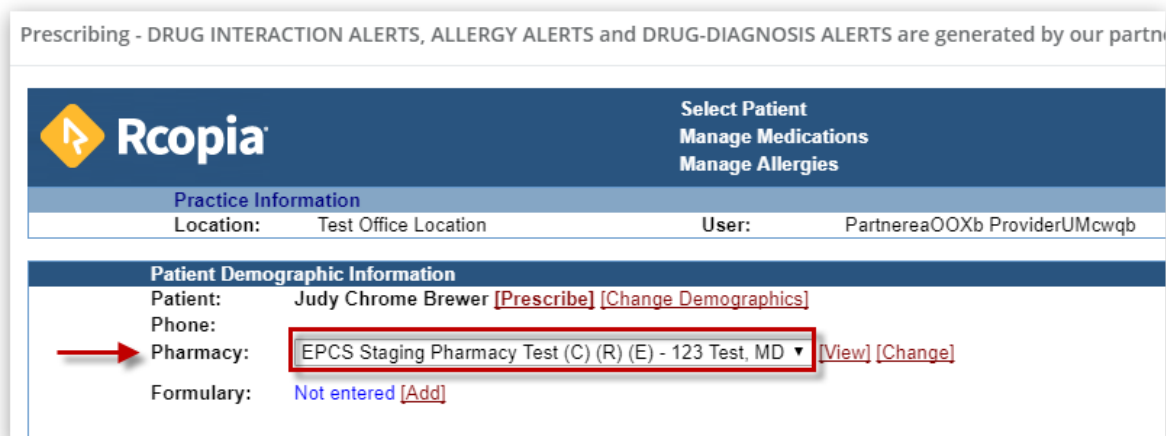 Prescribing - DRUG INTERACTION ALERTS, ALLERGY ALERTS and DRUG-DIAGNOSIS ALERTS are generated by our
Rcopia
Select Patient
Manage Medications
Manage Allergies
Practice Information
Location: Test Office Location User: PartnereaOOXb ProviderUMcwqb
Patient Demographic Information
Patient: Judy Chrome Brewer [Prescribe] [Change Demographics]
Phone:
Pharmacy: EPCS Staging Pharmacy Test (C) (R) (E) - 123 Test, MD [View] [Change]
Formulary: Not entered [Add]